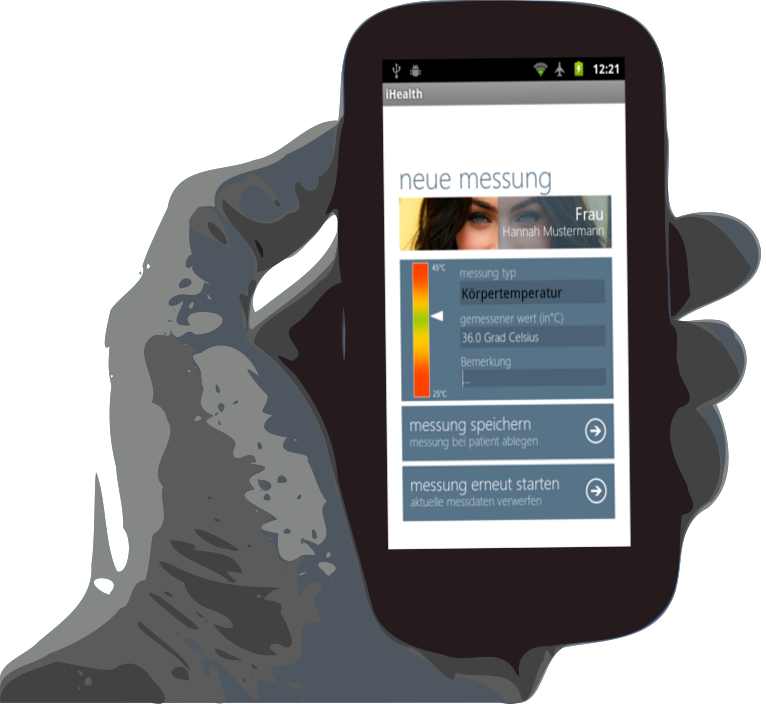 12:21
iHealth
neue messung
Frau
Hannah Mustermann
45°C
messung typ
Körpertemperatur
gemessener wert (in°C)
36.0 Grad Celsius
Bemerkung
...
25°C
messung speichern
messung bei patient ablegen
messung erneut starten
aktuelle messdaten verwerfen